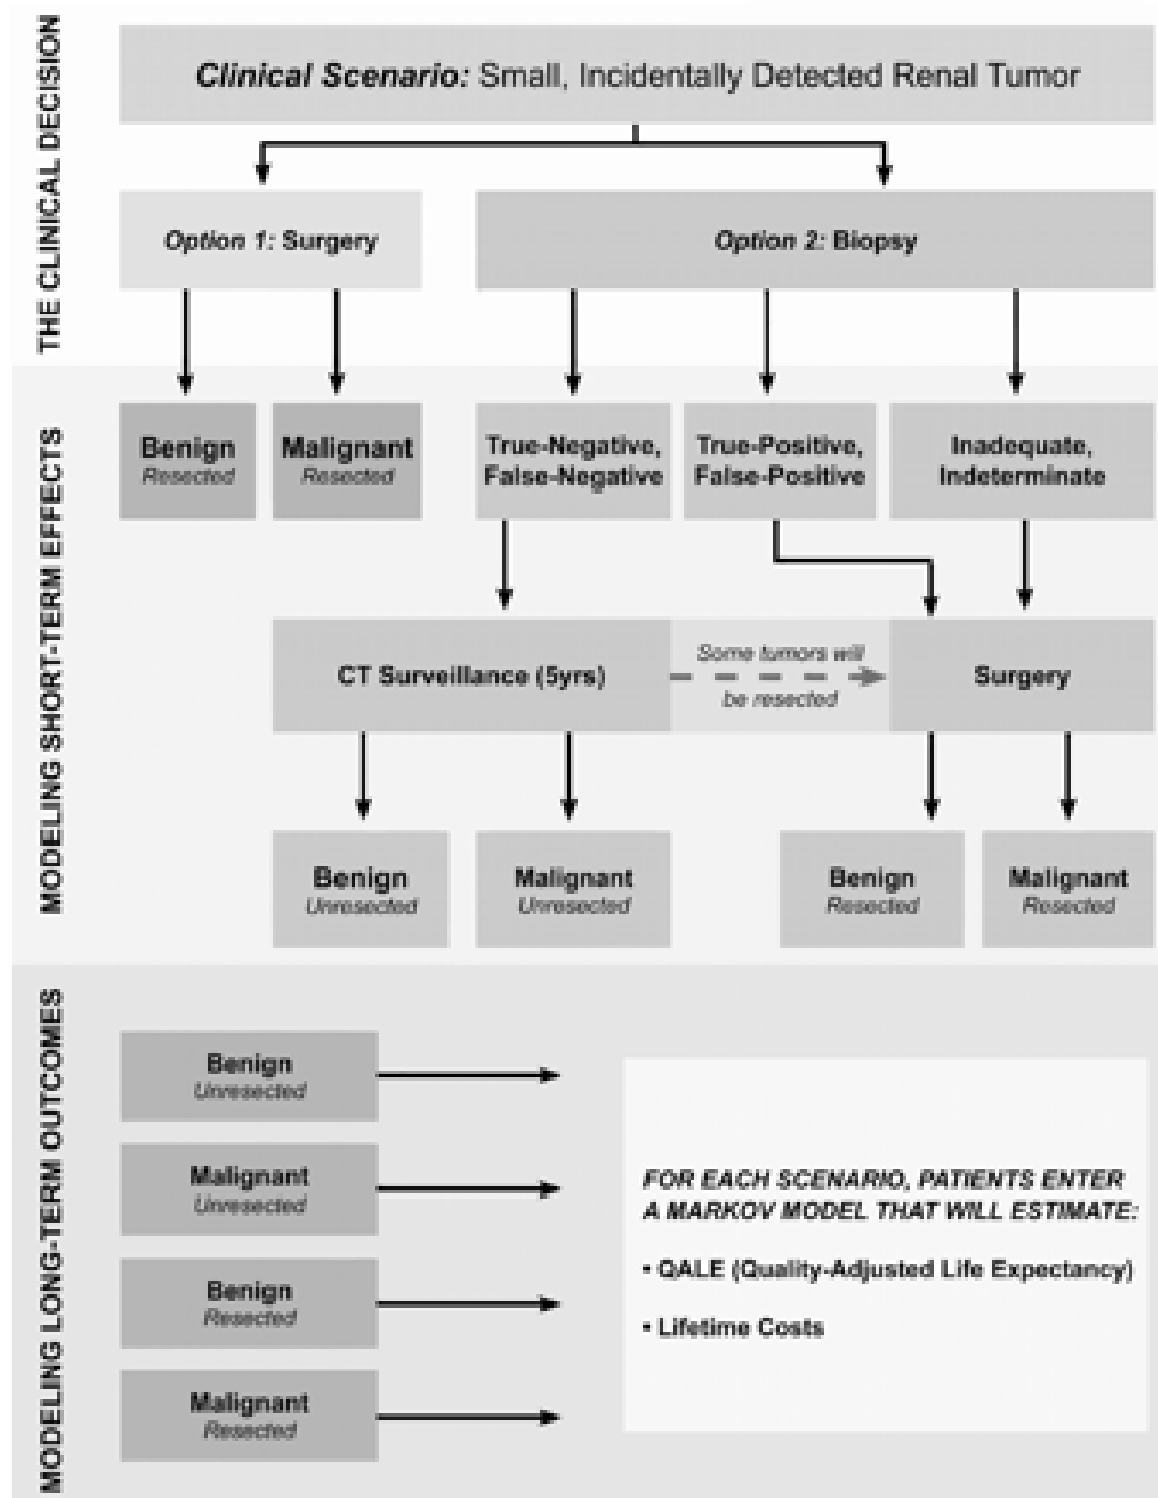 THE CLINICAL DECISION
Clinical Scenario: Small, Incidentally Detected Renal Tumor
Option 1: Surgery
Option 2: Biopsy
MODELING SHORT-TERM EFFECTS
Benign
Resected
Malignant
Resected
True-Negative,
False-Negative
True-Positive,
False-Positive
Inadequate,
Indeterminate
CT Surveillance (5yrs)
Some tumors will
be resected
Surgery
Benign
Unresected
Malignant
Unresected
Benign
Resected
Malignant
Resected
MODELING LONG-TERM OUTCOMES
Benign
Unresected
Malignant
Unresected
Benign
Resected
Malignant
Resected
FOR EACH SCENARIO, PATIENTS ENTER
A MARKOV MODEL THAT WILL ESTIMATE:
• QALE (Quality-Adjusted Life Expectancy)
• Lifetime Costs